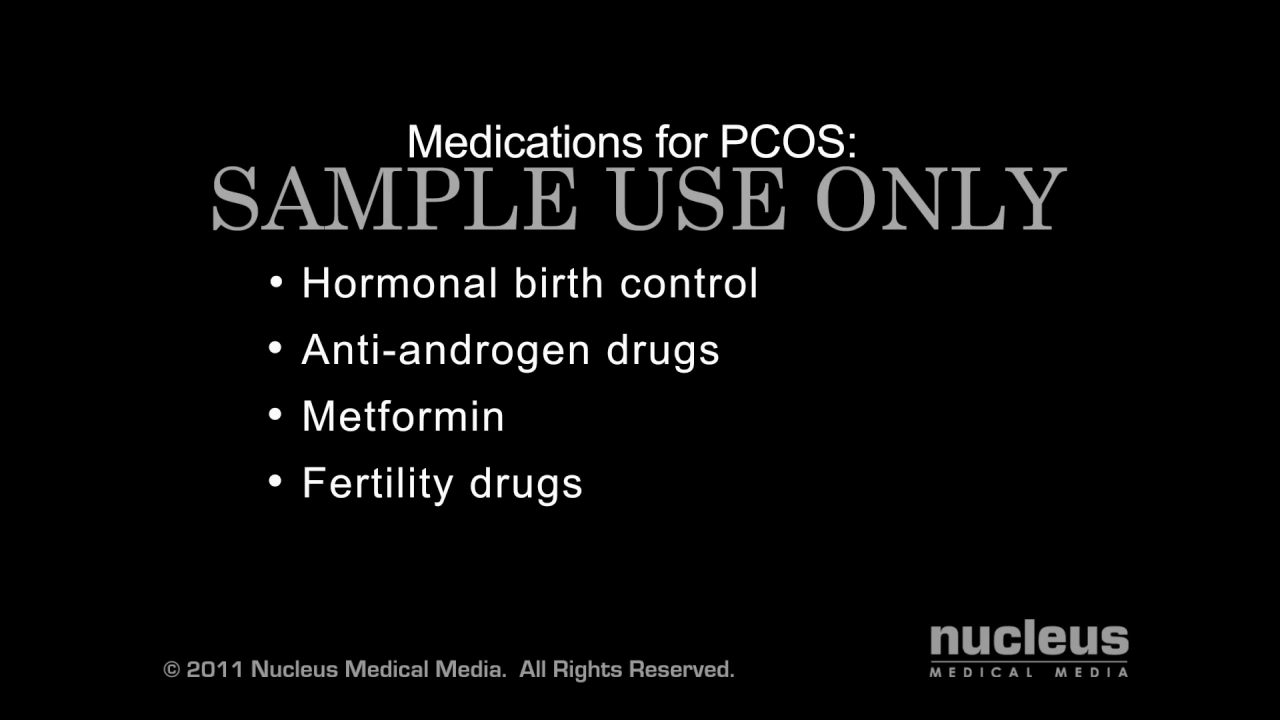 Medications for PCOS:
SAMPLE USE ONLY
• Hormonal birth control
• Anti-androgen drugs
• Metformin
• Fertility drugs
nucleus
MEDICAL MEDIA
© 2011 Nucleus Medical Media. All Rights Reserved.